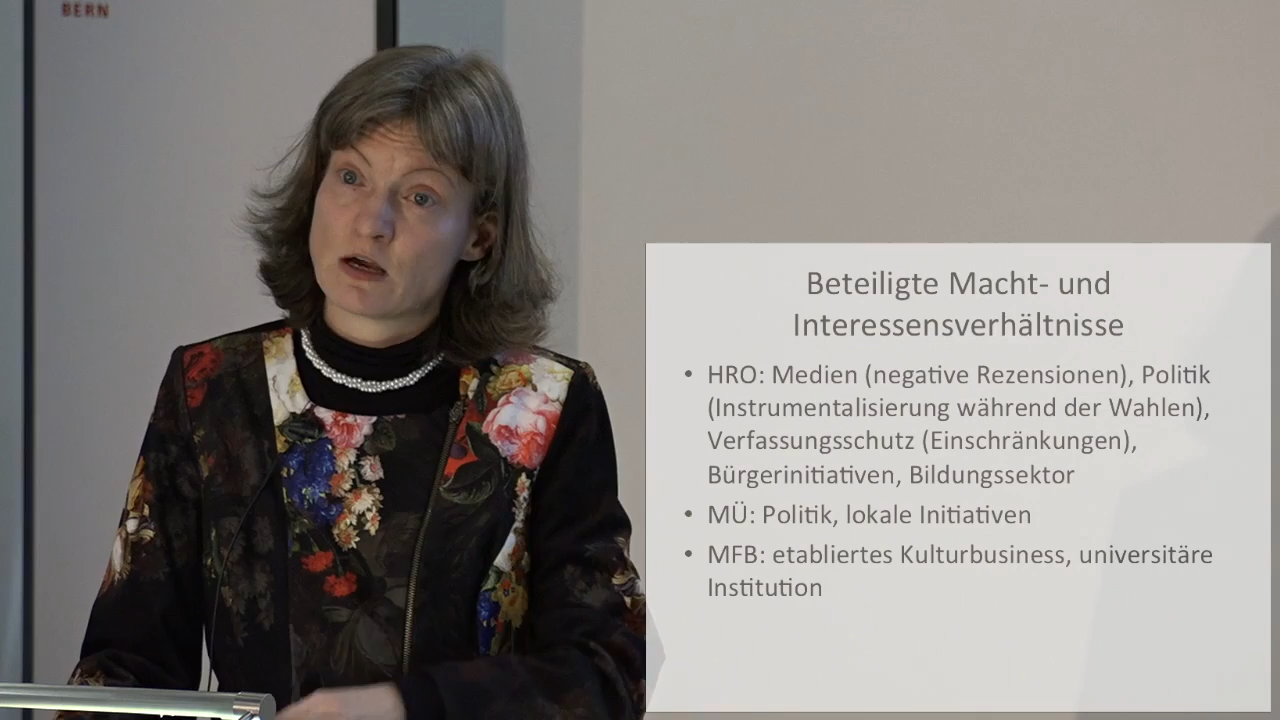 BERN
Beteiligte Macht- und
Interessensverhältnisse
• HRO: Medien (negative Rezensionen), Politik
(Instrumentalisierung während der Wahlen),
Verfassungsschutz (Einschränkungen),
Bürgerinitiativen, Bildungssektor
• MÜ: Politik, lokale Initiativen
• MFB: etabliertes Kulturbusiness, universitäre
Institution